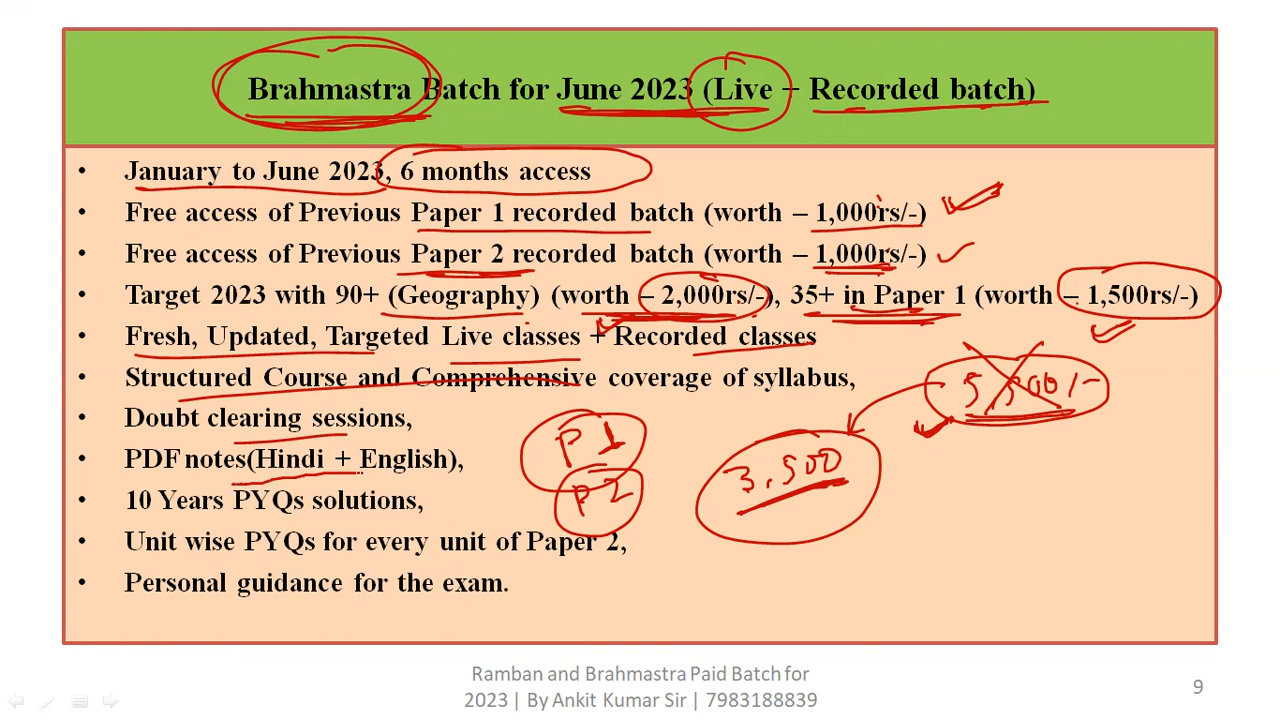 Brahmastra Batch for June 2023 (Live + Recorded batch)
• January to June 2023, 6 months access
• Free access of Previous Paper 1 recorded batch (worth – 1,000rs/-)
• Free access of Previous Paper 2 recorded batch (worth – 1,000rs/-)
• Target 2023 with 90+ (Geography) (worth – 2,000rs/-), 35+ in Paper 1 (worth – 1,500rs/-)
• Fresh, Updated, Targeted Live classes + Recorded classes
• Structured Course and Comprehensive coverage of syllabus,
5,500/-
• Doubt clearing sessions,
P1
3,500
• PDF notes(Hindi + English),
P2
• 10 Years PYQs solutions,
• Unit wise PYQs for every unit of Paper 2,
• Personal guidance for the exam.
Ramban and Brahmastra Paid Batch for
2023 | By Ankit Kumar Sir | 7983188839
9